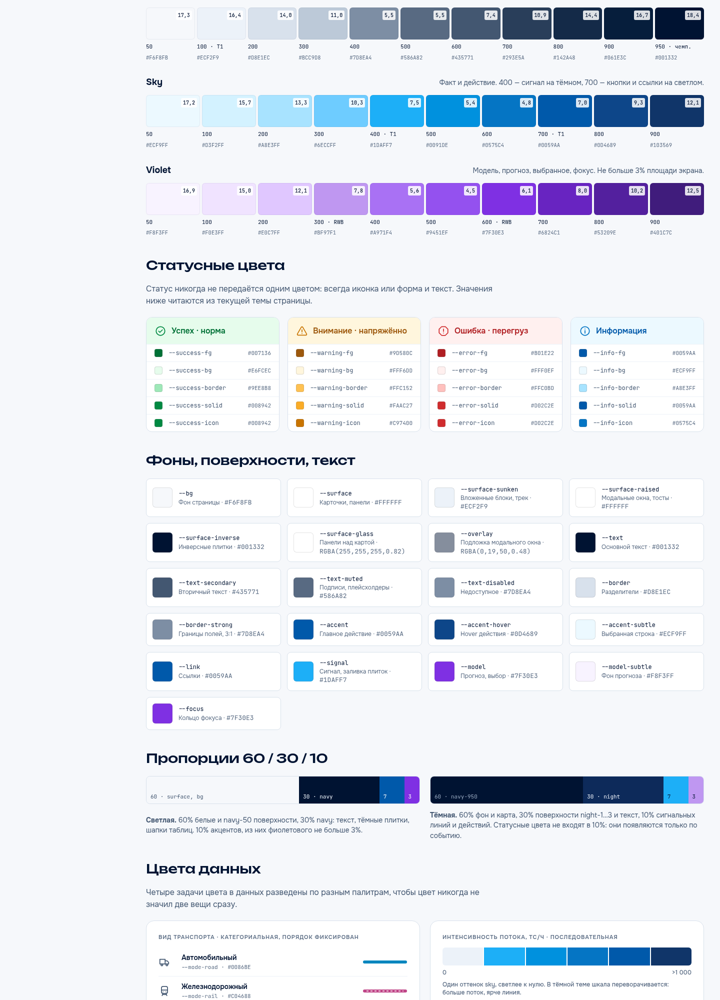 17,3 16,4 14,0 11,0 8,0 5,5 7,4 10,9 14,4 16,7 18,4
50 100 · T1 200 300 400 500 600 700 800 900 950 · чемп.
#F6F8FB #ECF2F9 #D8E1EC #BCC9D8 #7D8EA4 #586A82 #435771 #293E5A #142A48 #061E3C #001332
Sky
Факт и действие. 400 — сигнал на тёмном, 700 — кнопки и ссылки на светлом.
17,2 15,7 13,3 10,3 7,5 5,4 4,8 7,0 9,3 12,1
50 100 200 300 400 · T1 500 600 700 · T1 800 900
#ECF9FF #D3F2FF #A8E3FF #6ECCFF #1DAFF7 #0091DE #0575C4 #0059AA #0D4689 #103569
Violet
Модель, прогноз, выбранное, фокус. Не больше 3% площади экрана.
16,9 15,0 12,1 7,8 5,6 4,5 6,1 8,0 10,2 12,5
50 100 200 300 · RWB 400 500 600 · RWB 700 800 900
#F8F3FF #F0E3FF #E0C7FF #BF97F1 #A971F4 #9451EF #7F30E3 #6824C1 #53209E #401C7C
Статусные цвета
Статус никогда не передаётся одним цветом: всегда иконка или форма и текст. Значения
ниже читаются из текущей темы страницы.
Успех · норма
--success-fg #007136
--success-bg #E6FCEC
--success-border #9EE8B8
--success-solid #008942
--success-icon #008942
Внимание · напряжённо
--warning-fg #9D580C
--warning-bg #FFF6DD
--warning-border #FFC152
--warning-solid #FAAC27
--warning-icon #C97400
Ошибка · перегруз
--error-fg #B01E22
--error-bg #FFF0EF
--error-border #FFC0BD
--error-solid #D02C2E
--error-icon #D02C2E
Информация
--info-fg #0059AA
--info-bg #ECF9FF
--info-border #A8E3FF
--info-solid #0059AA
--info-icon #0575C4
Фоны, поверхности, текст
--bg
Фон страницы · #F6F8FB
--surface
Карточки, панели · #FFFFFF
--surface-sunken
Вложенные блоки, трек ·
#ECF2F9
--surface-raised
Модальные окна, тосты ·
#FFFFFF
--surface-inverse
Инверсные плитки · #001332
--surface-glass
Панели над картой ·
RGBA(255,255,255,0.82)
--overlay
Подложка модального окна ·
RGBA(0,19,50,0.48)
--text
Основной текст · #001332
--text-secondary
Вторичный текст · #435771
--text-muted
Подписи, плейсхолдеры ·
#586A82
--text-disabled
Недоступное · #7D8EA4
--border
Разделители · #D8E1EC
--border-strong
Границы полей, 3:1 · #7D8EA4
--accent
Главное действие · #0059AA
--accent-hover
Hover действия · #0D4689
--accent-subtle
Выбранная строка · #ECF9FF
--link
Ссылки · #0059AA
--signal
Сигнал, заливка плиток ·
#1DAFF7
--model
Прогноз, выбор · #7F30E3
--model-subtle
Фон прогноза · #F8F3FF
--focus
Кольцо фокуса · #7F30E3
Пропорции 60 / 30 / 10
60 · surface, bg 30 · navy 7 3
60 · navy-950 30 · night 7 3
Светлая. 60% белые и navy-50 поверхности, 30% navy: текст, тёмные плитки,
шапки таблиц, 10% акцентов, из них фиолетового не больше 3%.
Тёмная. 60% фон и карта, 30% поверхности night-1…3 и текст, 10% сигнальных
линий и действий. Статусные цвета не входят в 10%: они появляются только по
событию.
Цвета данных
Четыре задачи цвета в данных разведены по разным палитрам, чтобы цвет никогда не
значил две вещи сразу.
ВИД ТРАНСПОРТА · КАТЕГОРИАЛЬНАЯ, ПОРЯДОК ФИКСИРОВАН
Автомобильный
--mode-road · #0086BE
Железнодорожный
--mode-rail · #CD4688
ИНТЕНСИВНОСТЬ ПОТОКА, ТС/Ч · ПОСЛЕДОВАТЕЛЬНАЯ
0 >1 000
Один оттенок sky, светлее к нулю. В тёмной теме шкала переворачивается:
больше поток, ярче линия.